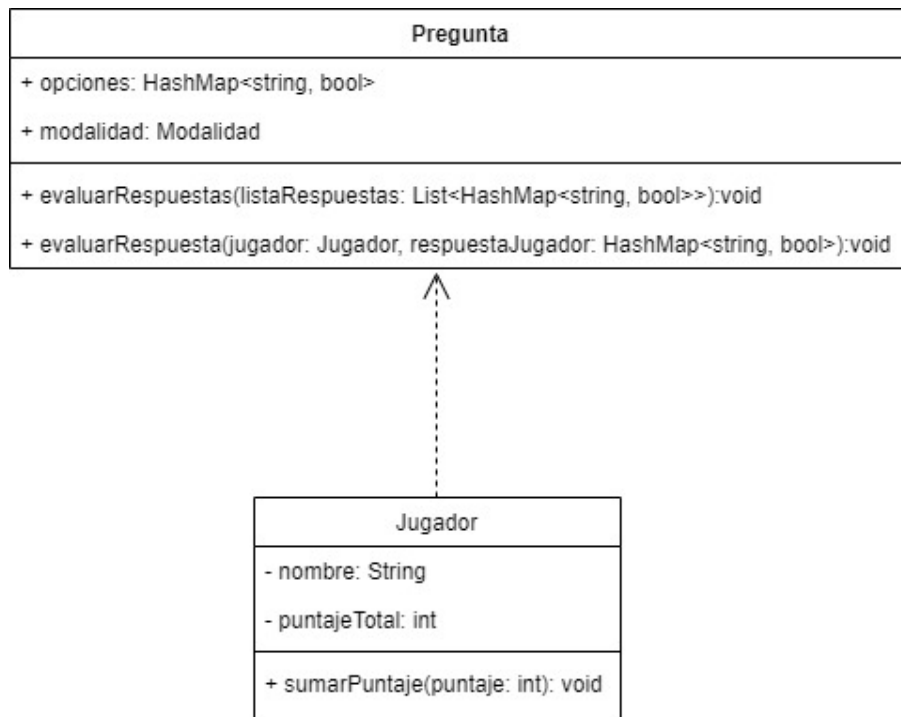 Pregunta
+ opciones: HashMap<string, bool>
+ modalidad: Modalidad
+ evaluarRespuestas(listaRespuestas: List<HashMap<string, bool>>):void
+ evaluarRespuesta(jugador: Jugador, respuestaJugador: HashMap<string, bool>):void
Jugador
- nombre: String
- puntajeTotal: int
+ sumarPuntaje(puntaje: int): void